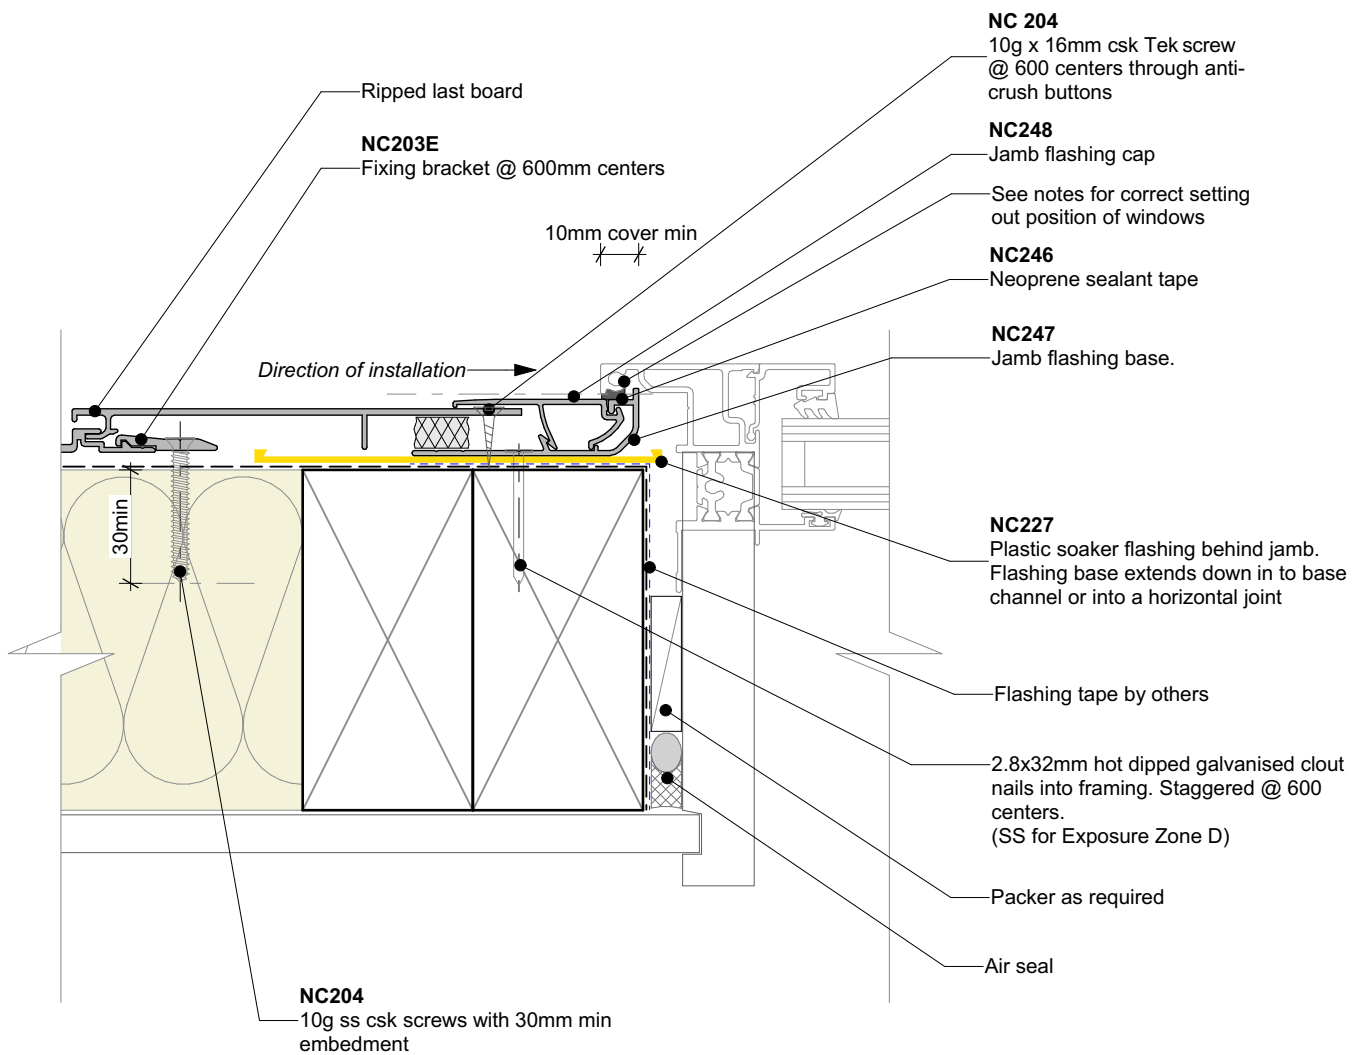 NC 204
10g x 16mm csk Tek screw
@ 600 centers through anti-
crush buttons
Ripped last board
NC203E
Fixing bracket @ 600mm centers
NC248
Jamb flashing cap
See notes for correct setting
out position of windows
10mm cover min
NC246
Neoprene sealant tape
NC247
Jamb flashing base.
Direction of installation
30min
NC227
Plastic soaker flashing behind jamb.
Flashing base extends down in to base
channel or into a horizontal joint
Flashing tape by others
2.8x32mm hot dipped galvanised clout
nails into framing. Staggered @ 600
centers.
(SS for Exposure Zone D)
Packer as required
Air seal
NC204
10g ss csk screws with 30mm min
embedment